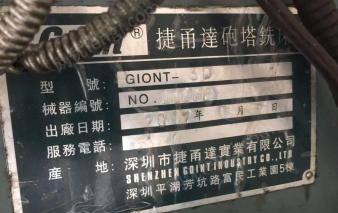 Goint® 捷甬達砲塔銑床
型 號: GIONT-3D
械器編號: NO.
出廠日期: 20 年 月 日
服務電話:
產 地: 深圳市捷甬達實業有限公司
SHENZHEN GOINT INDUSTRY CO.,LTD
深圳平湖芳坑路富民工業園5棟